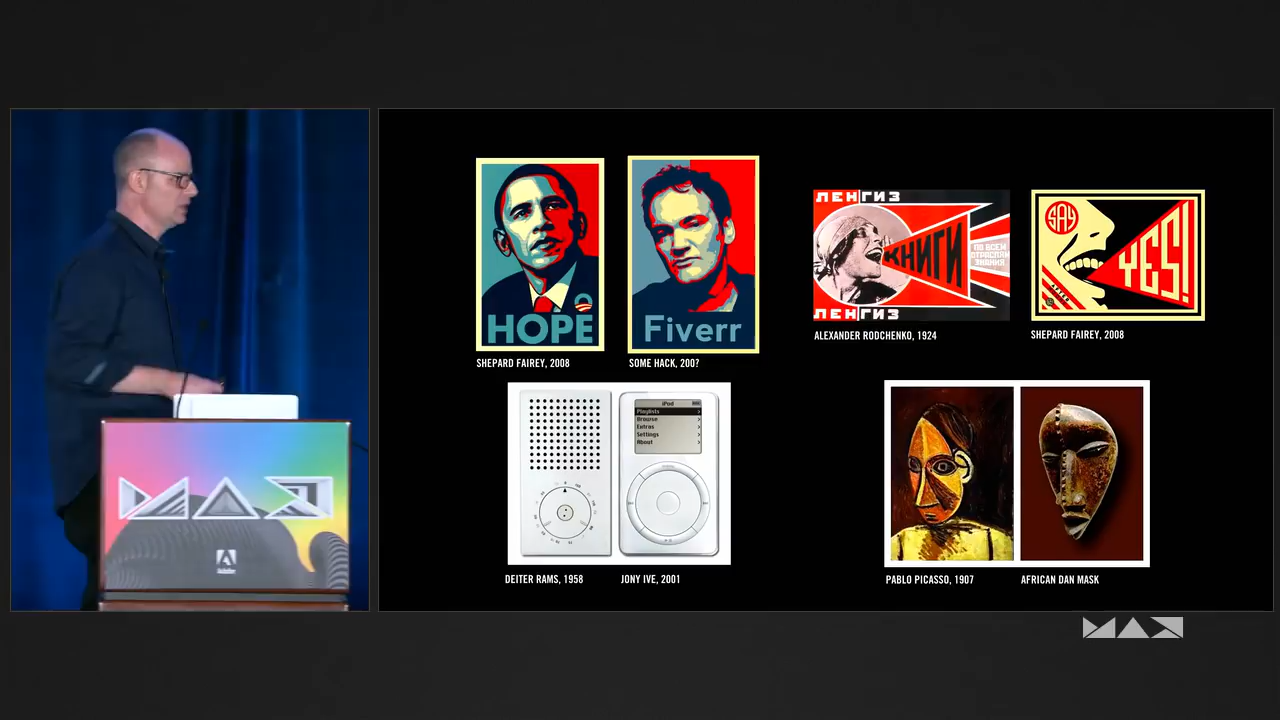 HOPE
SHEPARD FAIREY, 2008
Fiverr
SOME HACK, 200?
ЛЕНГИЗ
КНИГИ
ПО ВСЕМ
ОТРАСЛЯМ
ЗНАНИЯ
ЛЕНГИЗ
ALEXANDER RODCHENKO, 1924
SAY
YES!
SHEPARD FAIREY, 2008
iPod
Playlists
Browse
Extras
Settings
About
DEITER RAMS, 1958
JONY IVE, 2001
PABLO PICASSO, 1907
AFRICAN DAN MASK
MAX
Adobe
MAX